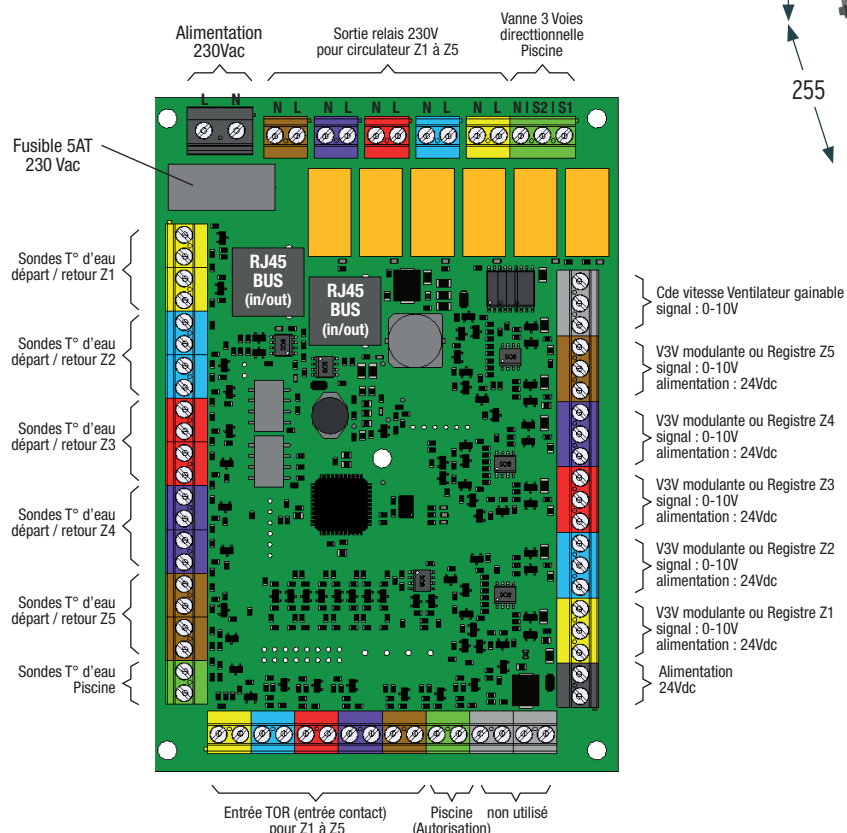 Alimentation
230Vac
Sortie relais 230V
pour circulateur Z1 à Z5
Vanne 3 Voies
directtionnelle
Piscine
255
L N
N L N L N L N L N L N | S2 | S1
Fusible 5AT
230 Vac
RJ45
BUS
(in/out)
RJ45
BUS
(in/out)
Sondes T° d'eau
départ / retour Z1
Sondes T° d'eau
départ / retour Z2
Sondes T° d'eau
départ / retour Z3
Sondes T° d'eau
départ / retour Z4
Sondes T° d'eau
départ / retour Z5
Sondes T° d'eau
Piscine
Cde vitesse Ventilateur gainable
signal : 0-10V
V3V modulante ou Registre Z5
signal : 0-10V
alimentation : 24Vdc
V3V modulante ou Registre Z4
signal : 0-10V
alimentation : 24Vdc
V3V modulante ou Registre Z3
signal : 0-10V
alimentation : 24Vdc
V3V modulante ou Registre Z2
signal : 0-10V
alimentation : 24Vdc
V3V modulante ou Registre Z1
signal : 0-10V
alimentation : 24Vdc
Alimentation
24Vdc
Entrée TOR (entrée contact)
pour Z1 à Z5
Piscine
(Autorisation)
non utilisé